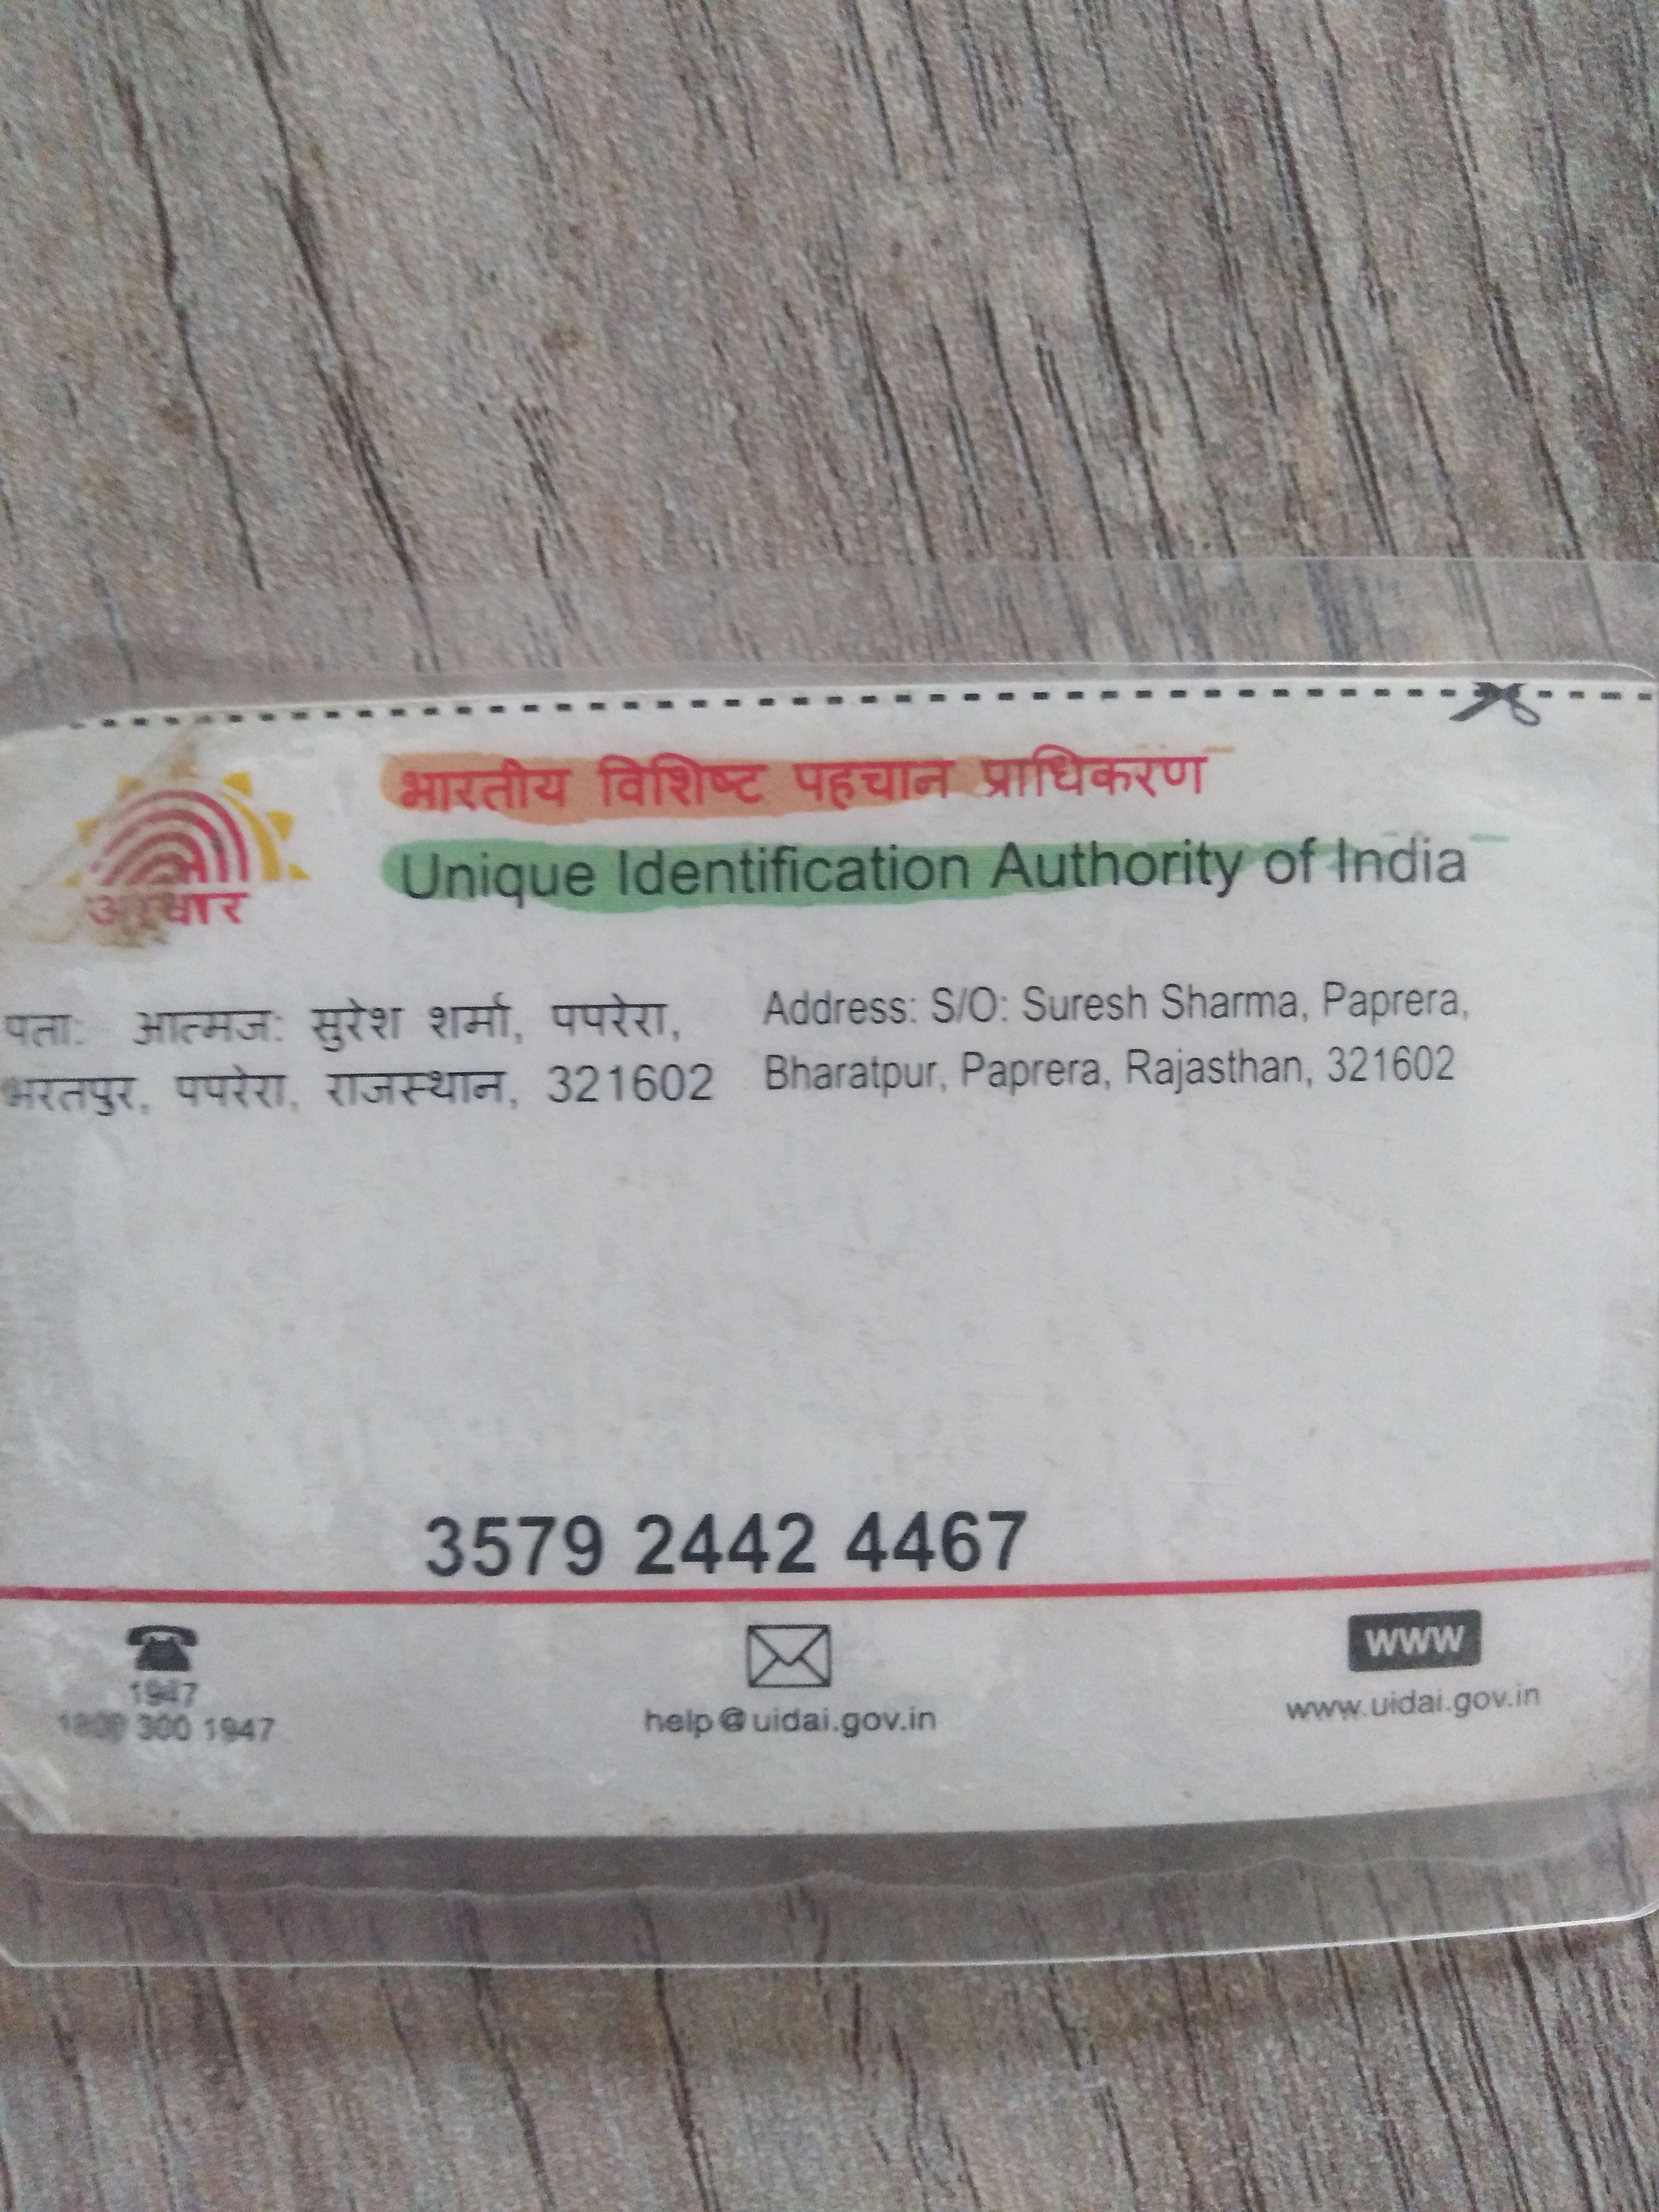 भारतीय विशिष्ट पहचान प्राधिकरण
Unique Identification Authority of India
आधार
पता: आत्मज: सुरेश शर्मा, पपरेरा,
भरतपुर, पपरेरा, राजस्थान, 321602
Address: S/O: Suresh Sharma, Paprera,
Bharatpur, Paprera, Rajasthan, 321602
3579 2442 4467
1947
1800 300 1947
help@uidai.gov.in
www
www.uidai.gov.in